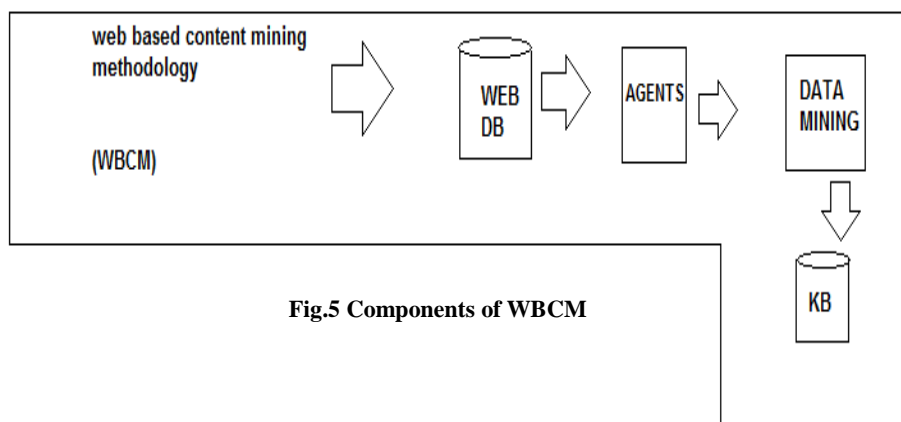 web based content mining
methodology
(WBCM)
WEB
DB
AGENTS
DATA
MINING
KB
Fig.5 Components of WBCM